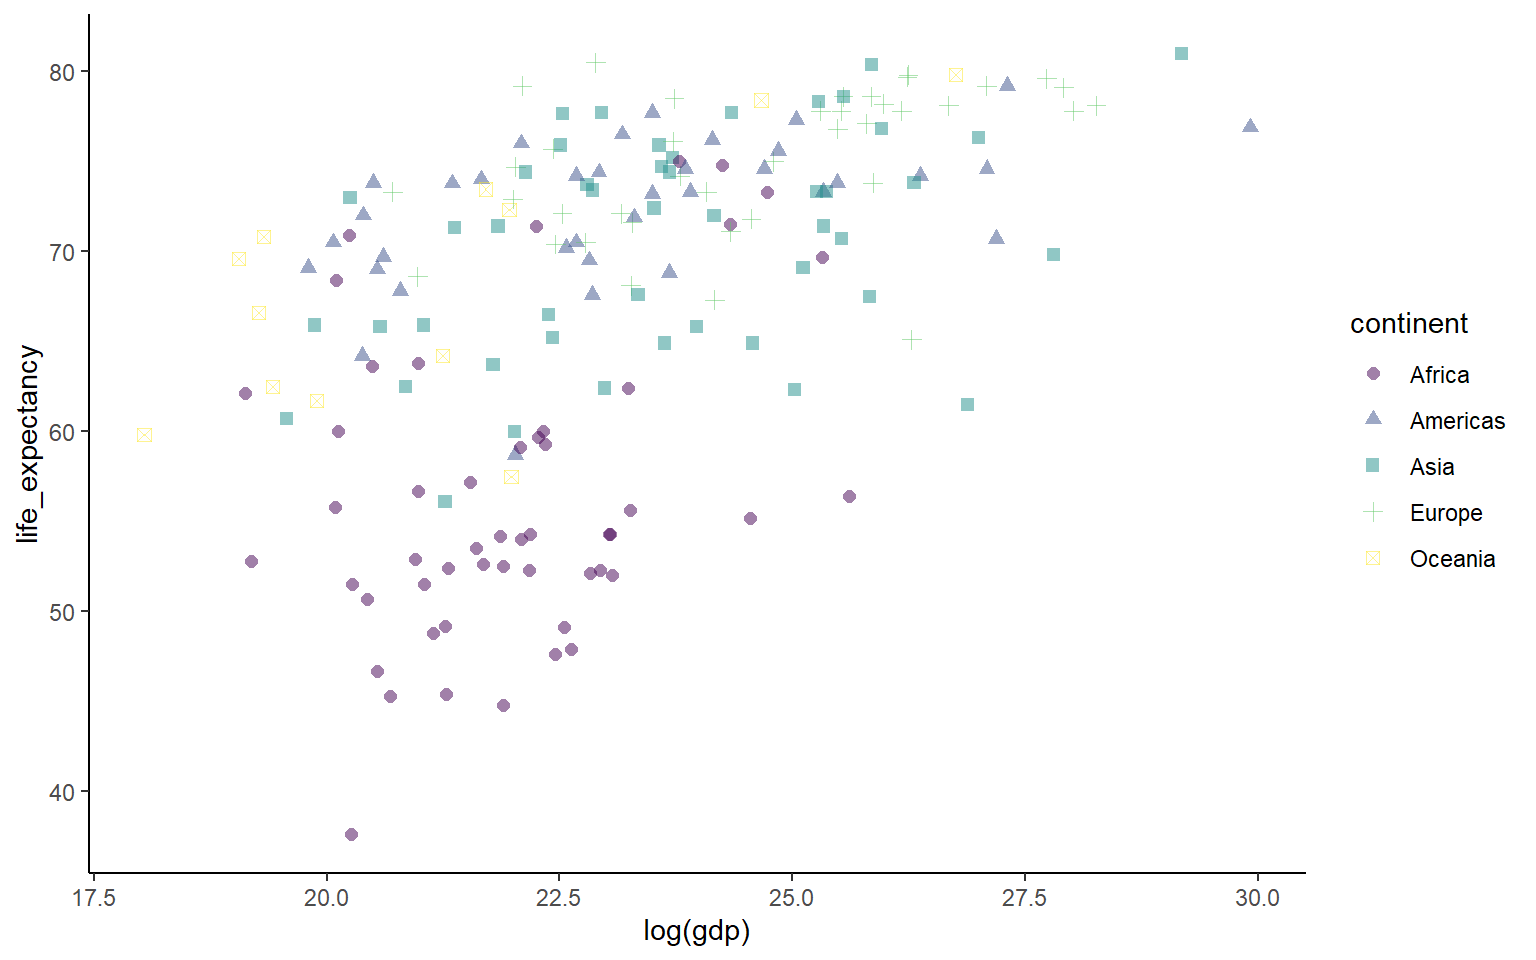 80
70
60
50
40
life_expectancy
17.5 20.0 22.5 25.0 27.5 30.0
log(gdp)
continent
Africa
Americas
Asia
Europe
Oceania